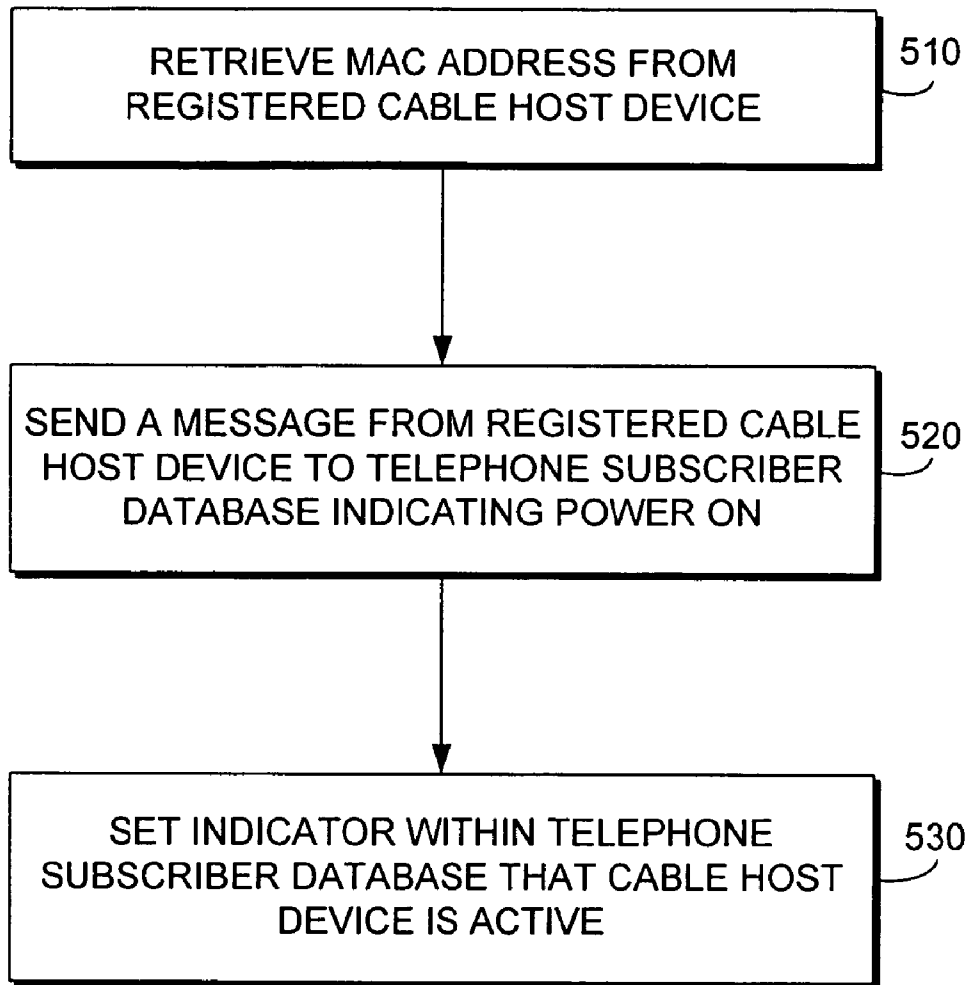 RETRIEVE MAC ADDRESS FROM
REGISTERED CABLE HOST DEVICE
510
SEND A MESSAGE FROM REGISTERED CABLE
HOST DEVICE TO TELEPHONE SUBSCRIBER
DATABASE INDICATING POWER ON
520
SET INDICATOR WITHIN TELEPHONE
SUBSCRIBER DATABASE THAT CABLE HOST
DEVICE IS ACTIVE
530